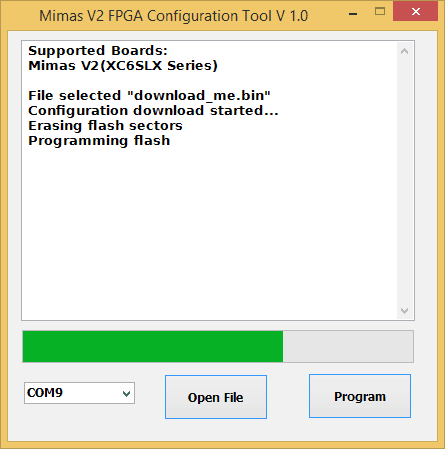 Mimas V2 FPGA Configuration Tool V 1.0
Supported Boards:
Mimas V2(XC6SLX Series)
File selected "download_me.bin"
Configuration download started...
Erasing flash sectors
Programming flash
COM9
Open File
Program